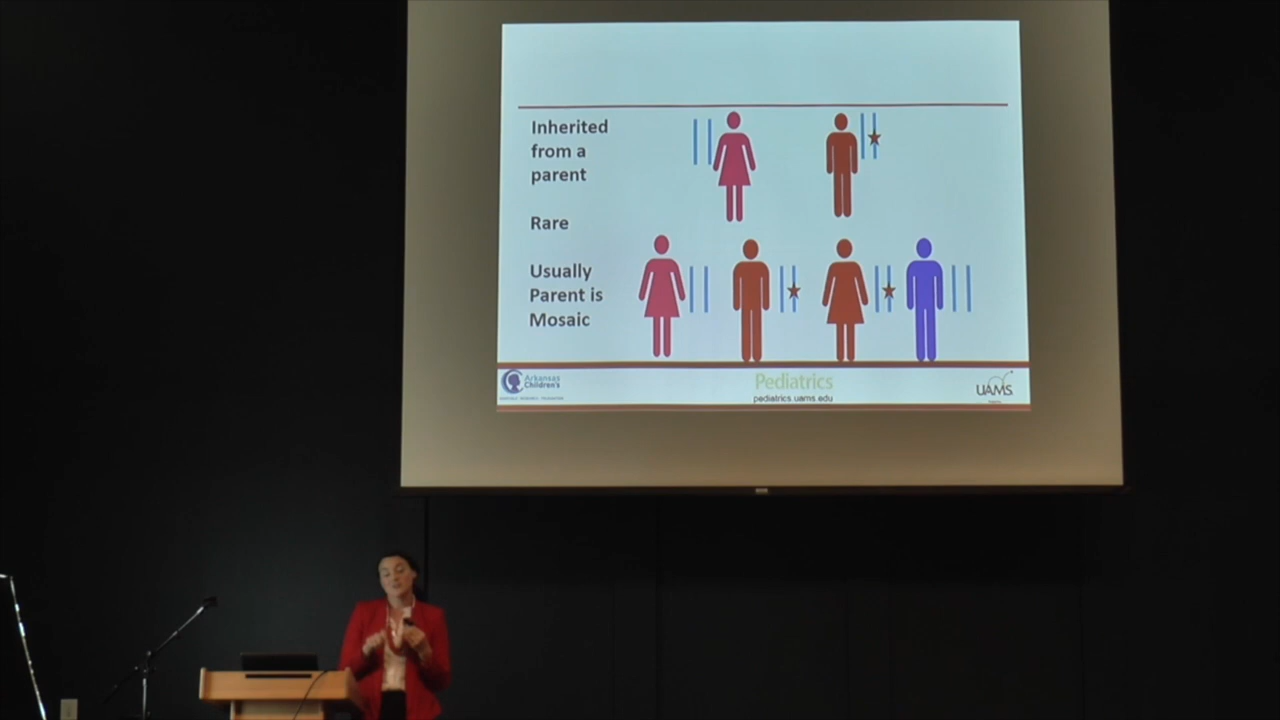 Inherited
from a
parent
Rare
Usually
Parent is
Mosaic
Arkansas
Children's
Pediatrics
pediatrics.uams.edu
UAMS